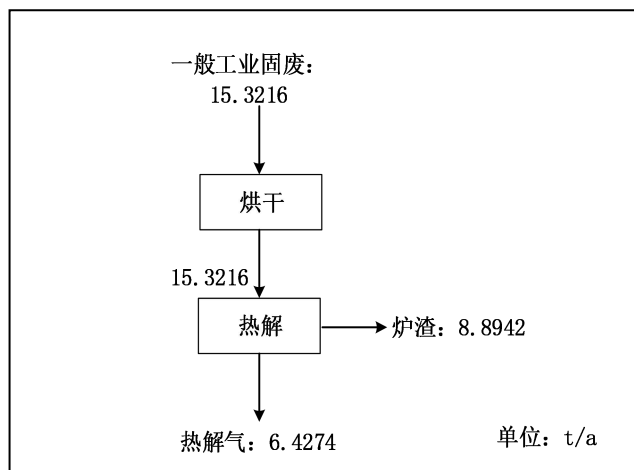 一般工业固废：
15.3216
烘干
15.3216
热解
炉渣：8.8942
热解气：6.4274
单位：t/a